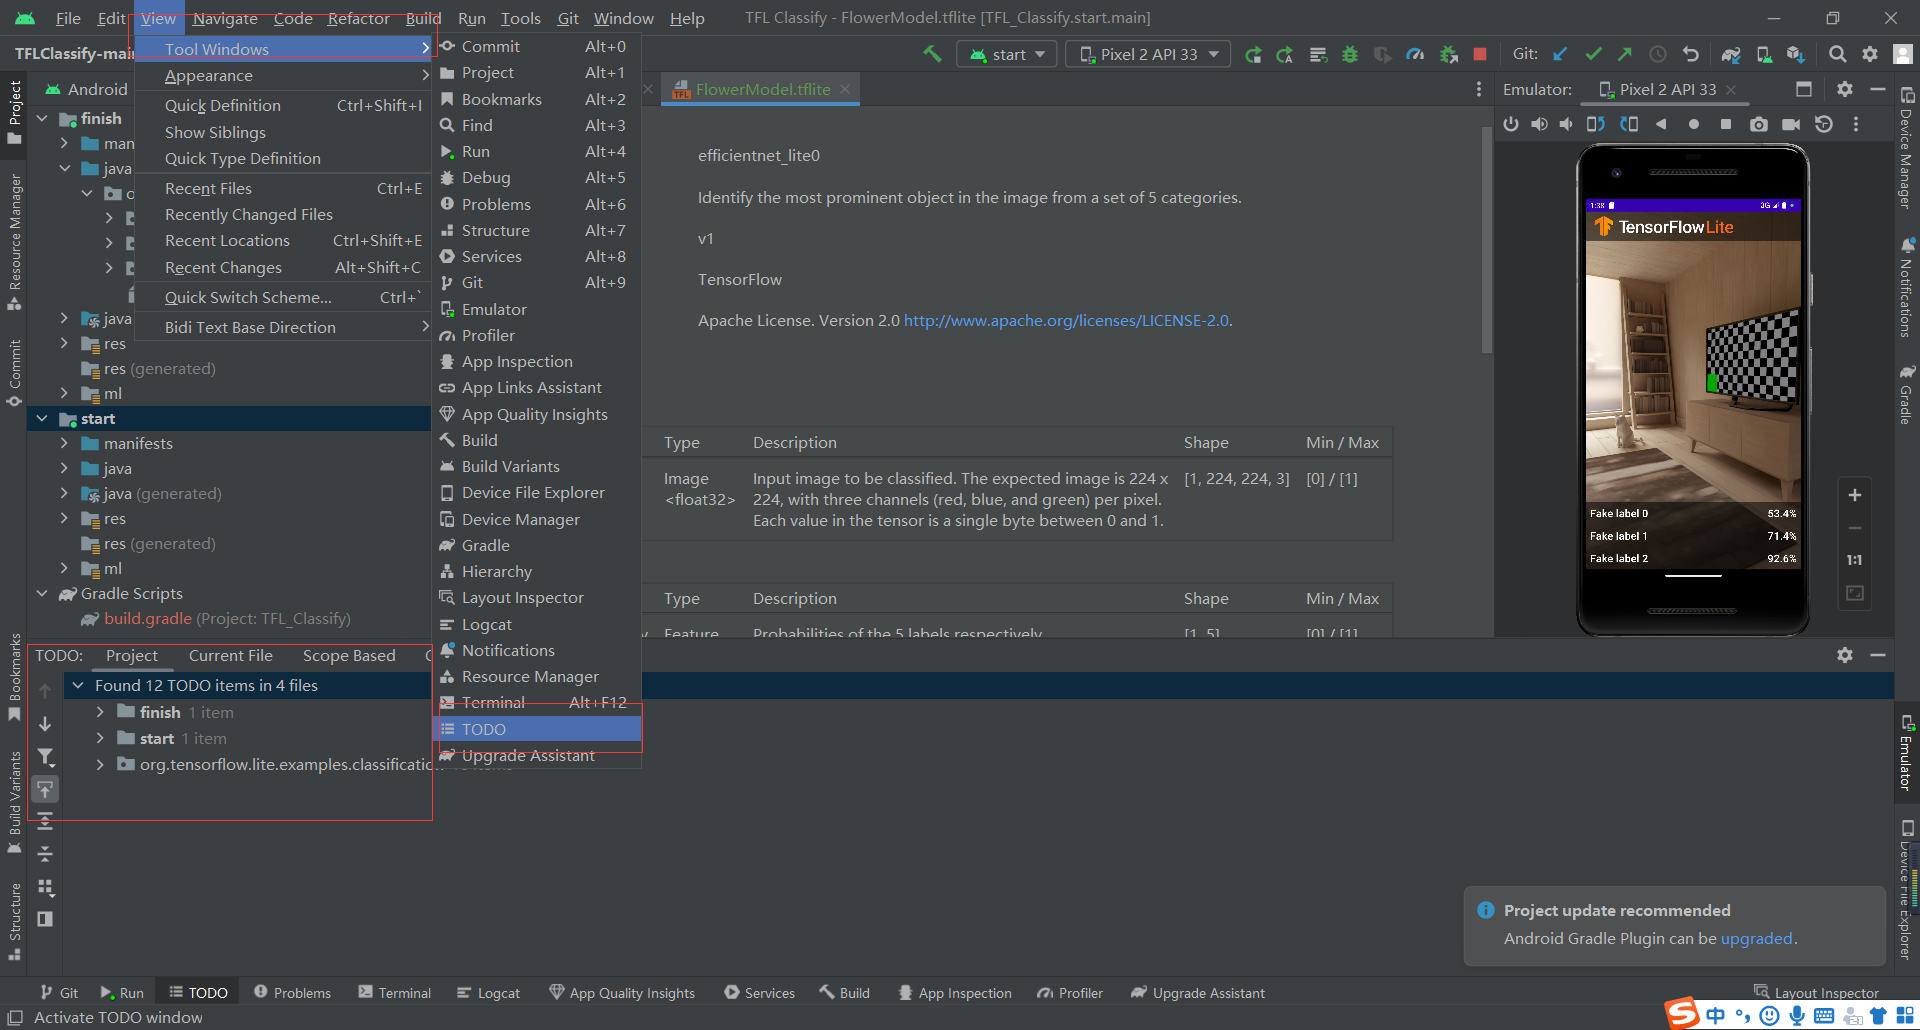 File Edit View Navigate Code Refactor Build Run Tools Git Window Help TFL Classify - FlowerModel.tflite [TFL_Classify.start.main]
TFLClassify-mai start Pixel 2 API 33 Git:
Tool Windows
Appearance
Quick Definition Ctrl+Shift+I
Show Siblings
Quick Type Definition
Recent Files Ctrl+E
Recently Changed Files
Recent Locations Ctrl+Shift+E
Recent Changes Alt+Shift+C
Quick Switch Scheme... Ctrl+`
Bidi Text Base Direction
Commit Alt+0
Project Alt+1
Bookmarks Alt+2
Find Alt+3
Run Alt+4
Debug Alt+5
Problems Alt+6
Structure Alt+7
Services Alt+8
Git Alt+9
Emulator
Profiler
App Inspection
App Links Assistant
App Quality Insights
Build
Build Variants
Device File Explorer
Device Manager
Gradle
Hierarchy
Layout Inspector
Logcat
Notifications
Resource Manager
Terminal Alt+F12
TODO
Upgrade Assistant
Project
Resource Manager
Commit
Bookmarks
Build Variants
Structure
Android
finish
man
java
o
java
res
res (generated)
ml
start
manifests
java
java (generated)
res
res (generated)
ml
Gradle Scripts
build.gradle (Project: TFL_Classify)
FlowerModel.tflite
efficientnet_lite0
Identify the most prominent object in the image from a set of 5 categories.
v1
TensorFlow
Apache License. Version 2.0 http://www.apache.org/licenses/LICENSE-2.0.
Type Description Shape Min / Max
Image <float32> Input image to be classified. The expected image is 224 x [1, 224, 224, 3] [0] / [1]
224, with three channels (red, blue, and green) per pixel.
Each value in the tensor is a single byte between 0 and 1.
Type Description Shape Min / Max
Feature Probabilities of the 5 labels respectively [1, 5] [0] / [1]
Emulator: Pixel 2 API 33
1:38 3G
TensorFlow Lite
Fake label 0 53.4%
Fake label 1 71.4%
Fake label 2 92.6%
1:1
Device Manager
Notifications
Gradle
Emulator
Device File Explorer
TODO: Project Current File Scope Based
Found 12 TODO items in 4 files
finish 1 item
start 1 item
org.tensorflow.lite.examples.classificatio
Project update recommended
Android Gradle Plugin can be upgraded.
Git Run TODO Problems Terminal Logcat App Quality Insights Services Build App Inspection Profiler Upgrade Assistant Layout Inspector
Activate TODO window
S 中